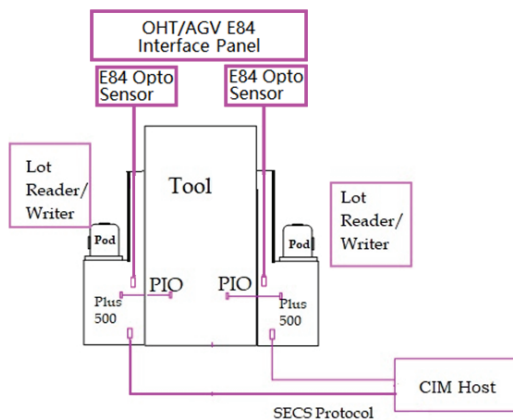 OHT/AGV E84
Interface Panel
E84 Opto
Sensor
E84 Opto
Sensor
Lot
Reader/
Writer
Tool
Lot
Reader/
Writer
Pod
Pod
PIO
PIO
Plus
500
Plus
500
CIM Host
SECS Protocol